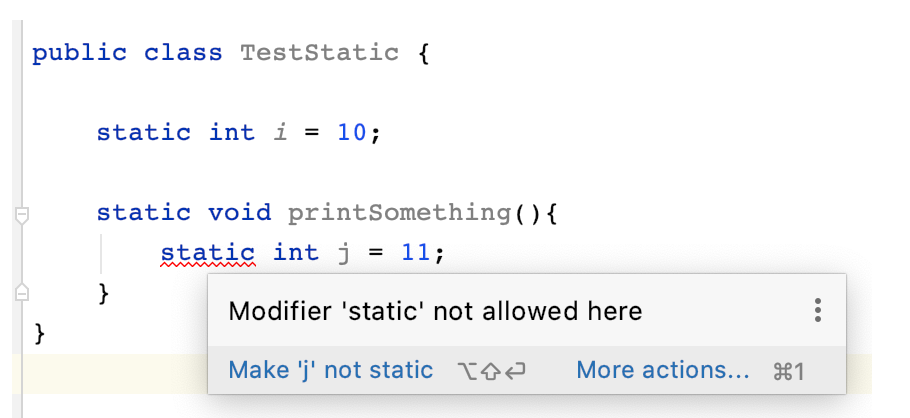 public class TestStatic {
static int i = 10;
static void printSomething(){
static int j = 11;
}
Modifier 'static' not allowed here
}
Make 'j' not static ⌥⇧↩ More actions... ⌘1